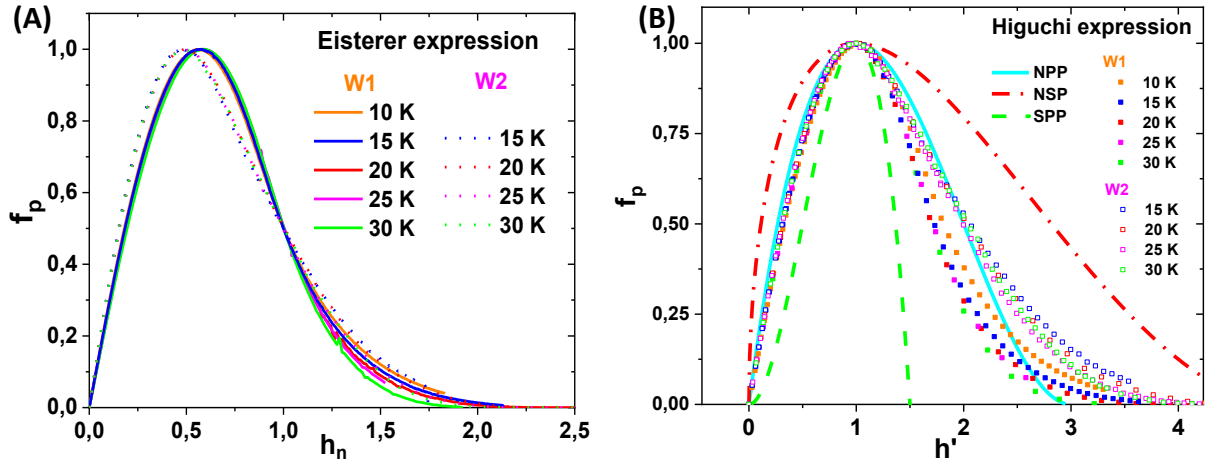 (A)
Eisterer expression
W1 W2
10 K
15 K 15 K
20 K 20 K
25 K 25 K
30 K 30 K
1,0
0,8
0,6
0,4
0,2
0,0
f_p
0,0 0,5 1,0 1,5 2,0 2,5
h_n
(B)
Higuchi expression
NPP
NSP
SPP
W1
10 K
15 K
20 K
25 K
30 K
W2
15 K
20 K
25 K
30 K
1,00
0,75
0,50
0,25
0,00
f_p
0 1 2 3 4
h'